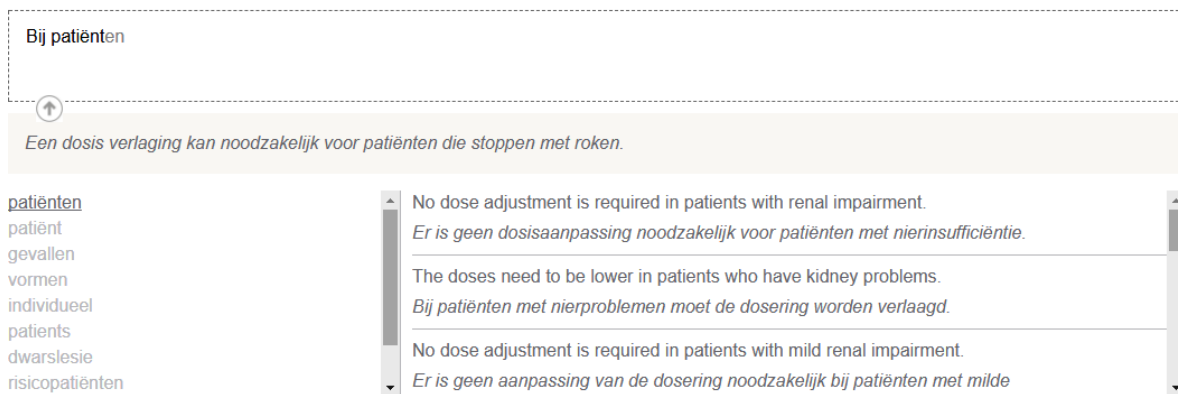 Bij patiënten
Een dosis verlaging kan noodzakelijk voor patiënten die stoppen met roken.
patiënten
patiënt
gevallen
vormen
individueel
patients
dwarslesie
risicopatiënten
No dose adjustment is required in patients with renal impairment.
Er is geen dosisaanpassing noodzakelijk voor patiënten met nierinsufficiëntie.
The doses need to be lower in patients who have kidney problems.
Bij patiënten met nierproblemen moet de dosering worden verlaagd.
No dose adjustment is required in patients with mild renal impairment.
Er is geen aanpassing van de dosering noodzakelijk bij patiënten met milde